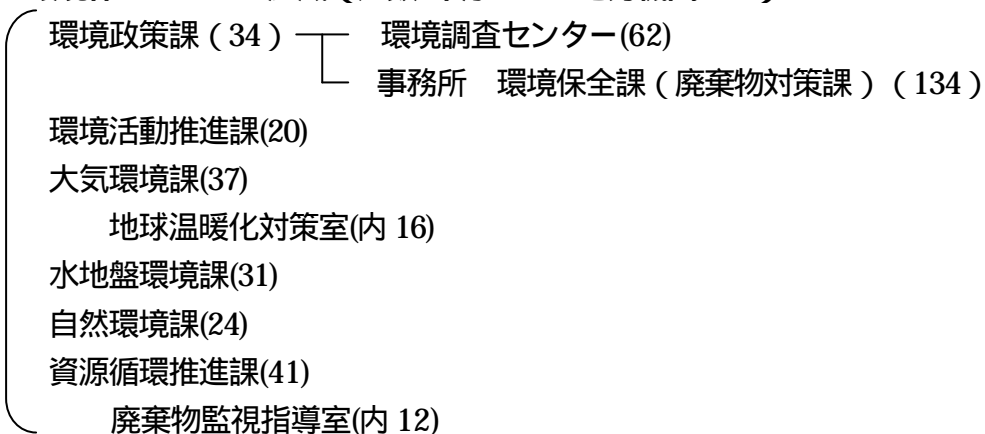 環境政策課（34） 環境調査センター(62)
事務所　環境保全課（廃棄物対策課）（134）
環境活動推進課(20)
大気環境課(37)
地球温暖化対策室(内 16)
水地盤環境課(31)
自然環境課(24)
資源循環推進課(41)
廃棄物監視指導室(内 12)